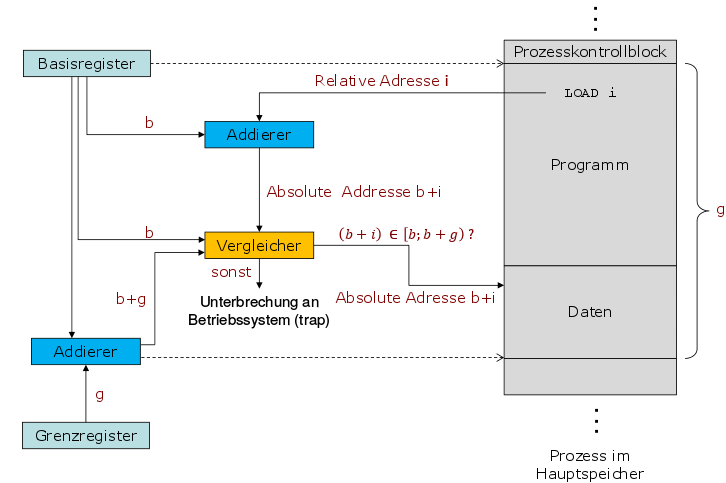 Prozesskontrollblock
Basisregister
Relative Adresse i
LOAD i
b
Addierer
Programm
Absolute Addresse b+i
g
b
Vergleicher
(b + i) ∈ [b; b + g) ?
sonst
b+g
Unterbrechung an
Betriebssystem (trap)
Absolute Adresse b+i
Daten
Addierer
g
Grenzregister
Prozess im
Hauptspeicher